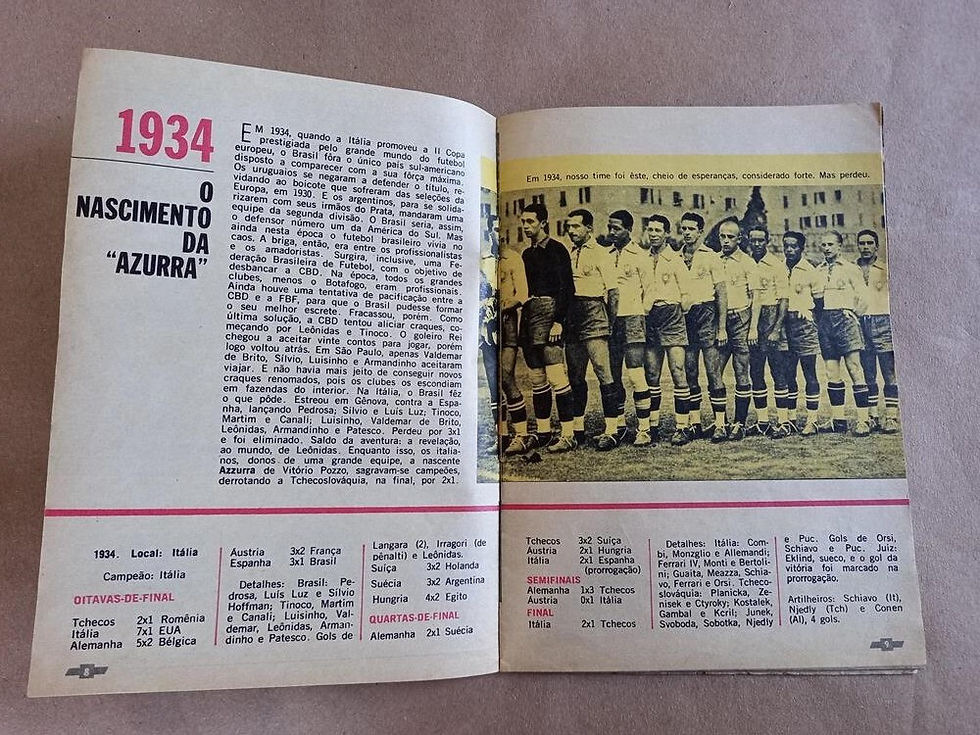 1934
O
NASCIMENTO
DA
“AZURRA”
EM 1934, quando a Itália promoveu a II Copa
prestigiada pelo grande mundo do futebol
europeu, o Brasil fôra o único país sul-americano
disposto a comparecer com a sua fôrça máxima.
Os uruguaios se negaram a defender o título, re-
vidando ao boicote que sofreram das seleções da
Europa, em 1930. E os argentinos, para se solida-
rizarem com seus irmãos do Prata, mandaram uma
equipe da segunda divisão. O Brasil seria, assim,
o defensor número um da América do Sul. Mas
ainda nesta época o futebol brasileiro vivia no
caos. A briga, então, era entre os profissionalistas
e os amadoristas. Surgira, inclusive, uma Fe-
deração Brasileira de Futebol, com o objetivo de
desbancar a CBD. Na época, todos os grandes
clubes, menos o Botafogo, eram profissionais.
Ainda houve uma tentativa de pacificação entre a
CBD e a FBF, para que o Brasil pudesse formar
o seu melhor escrete. Fracassou, porém. Como
última solução, a CBD tentou aliciar craques, co-
meçando por Leônidas e Tinoco. O goleiro Rei
chegou a aceitar vinte contos para jogar, porém
logo voltou atrás. Em São Paulo, apenas Valdemar
de Brito, Sílvio, Luisinho e Armandinho aceitaram
viajar. E não havia mais jeito de conseguir novos
craques renomados, pois os clubes os escondiam
em fazendas do interior. Na Itália, o Brasil fêz
o que pôde. Estreou em Gênova, contra a Espa-
nha, lançando Pedrosa; Sílvio e Luís Luz; Tinoco,
Martim e Canali; Luisinho, Valdemar de Brito,
Leônidas, Armandinho e Patesco. Perdeu por 3x1
e foi eliminado. Saldo da aventura: a revelação,
ao mundo, de Leônidas. Enquanto isso, os italia-
nos, donos de uma grande equipe, a nascente
Azzurra de Vitório Pozzo, sagravam-se campeões,
derrotando a Tchecoslováquia, na final, por 2x1.
1934. Local: Itália
Campeão: Itália
OITAVAS-DE-FINAL
Tchecos 2x1 Romênia
Itália 7x1 EUA
Alemanha 5x2 Bélgica
Áustria 3x2 França
Espanha 3x1 Brasil
Detalhes: Brasil: Pe-
drosa, Luís Luz e Sílvio
Hoffman; Tinoco, Martim
e Canali; Luisinho, Val-
demar, Leônidas, Arman-
dinho e Patesco. Gols de
Langara (2), Irragori (de
pênalti) e Leônidas.
Suíça 3x2 Holanda
Suécia 3x2 Argentina
Hungria 4x2 Egito
QUARTAS-DE-FINAL
Alemanha 2x1 Suécia
8
Em 1934, nosso time foi êste, cheio de esperanças, considerado forte. Mas perdeu.
Tchecos 3x2 Suíça
Áustria 2x1 Hungria
Itália 2x1 Espanha
(prorrogação)
SEMIFINAIS
Alemanha 1x3 Tchecos
Áustria 0x1 Itália
FINAL
Itália 2x1 Tchecos
Detalhes: Itália: Com-
bi, Monzglio e Allemandi;
Ferrari IV, Monti e Bertoli-
ni; Guaita, Meazza, Schia-
vo, Ferrari e Orsi. Tcheco-
slováquia: Planicka, Ze-
nisek e Ctyroky; Kostalek,
Gambal e Kcril; Junek,
Svoboda, Sobotka, Njedly
e Puc. Gols de Orsi,
Schiavo e Puc. Juiz:
Eklind, sueco, e o gol da
vitória foi marcado na
prorrogação.
Artilheiros: Schiavo (It),
Njedly (Tch) e Conen
(Al), 4 gols.
9